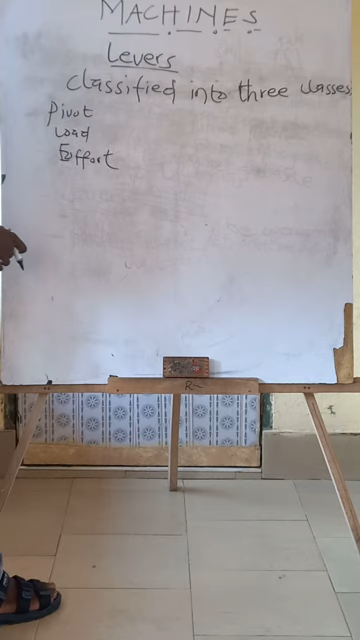 MACHINES
Levers
Classified into three classes
Pivot
Load
Effort
R